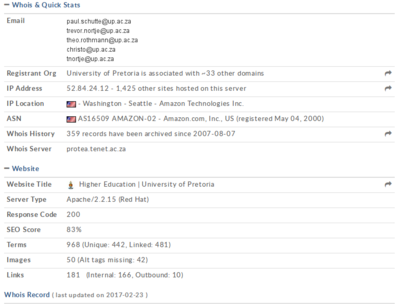 Whois & Quick Stats
Email paul.schutte@up.ac.za
trevor.nortje@up.ac.za
theo.rothmann@up.ac.za
christo@up.ac.za
thortje@up.ac.za
Registrant Org University of Pretoria is associated with ~33 other domains
IP Address 52.84.24.12 - 1,425 other sites hosted on this server
IP Location - Washington - Seattle - Amazon Technologies Inc.
ASN AS16509 AMAZON-02 - Amazon.com, Inc., US (registered May 04, 2000)
Whois History 359 records have been archived since 2007-08-07
Whois Server protea.tenet.ac.za
Website
Website Title Higher Education | University of Pretoria
Server Type Apache/2.2.15 (Red Hat)
Response Code 200
SEO Score 83%
Terms 968 (Unique: 442, Linked: 481)
Images 50 (Alt tags missing: 42)
Links 181 (Internal: 166, Outbound: 10)
Whois Record ( last updated on 2017-02-23 )